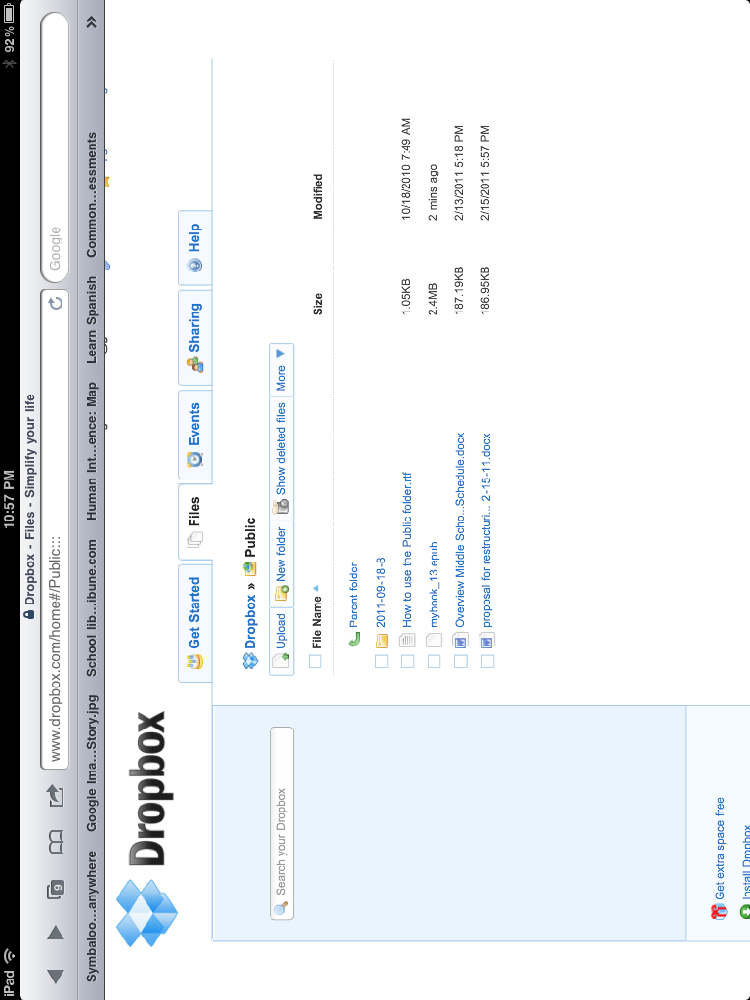 iPad 10:57 PM 92%
Dropbox - Files - Simplify your life
9 www.dropbox.com/home#/Public::: Google
Symbaloo...anywhere Google Ima...Story.jpg School lib...ibune.com Human Int...ence: Map Learn Spanish Common...essments »
Dropbox
Get Started Files Events Sharing Help
Search your Dropbox
Get extra space free
Install Dropbox
Dropbox » Public
Upload New folder Show deleted files More
File Name Size Modified
Parent folder
2011-09-18-8
How to use the Public folder.rtf 1.05KB 10/18/2010 7:49 AM
mybook_13.epub 2.4MB 2 mins ago
Overview Middle Scho...Schedule.docx 187.19KB 2/13/2011 5:18 PM
proposal for restructuri... 2-15-11.docx 186.95KB 2/15/2011 5:57 PM